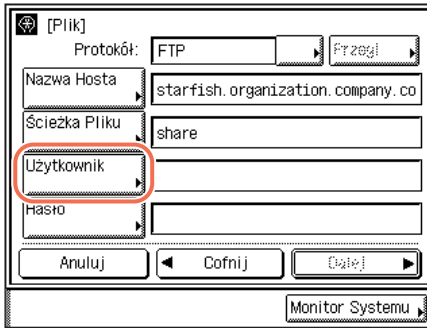 [Plik]
Protokół: FTP Przegl
Nazwa Hosta starfish.organization.company.co
Ścieżka Pliku share
Użytkownik
Hasło
Anuluj Cofnij Dalej
Monitor Systemu